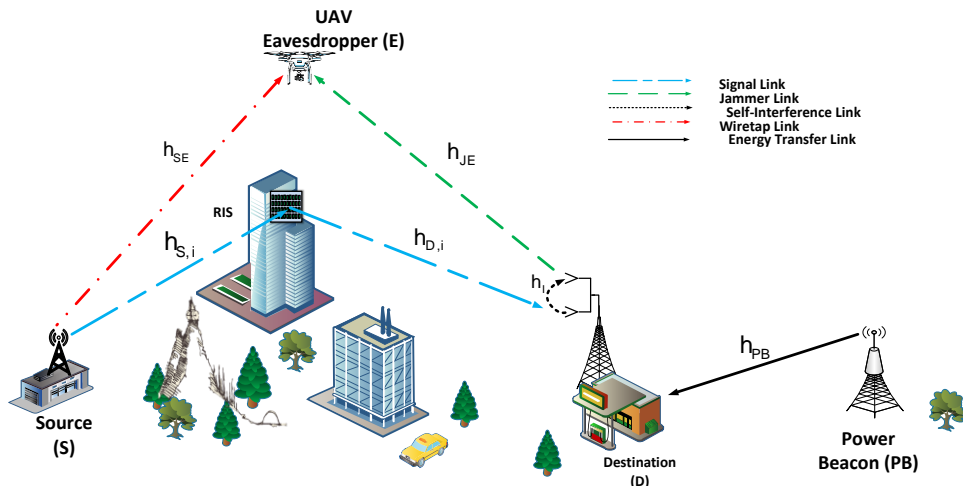 UAV
Eavesdropper (E)
Signal Link
Jammer Link
Self-Interference Link
Wiretap Link
Energy Transfer Link
hSE
hJE
RIS
hS,i
hD,i
hI
hPB
Source
(S)
Destination
(D)
Power
Beacon (PB)